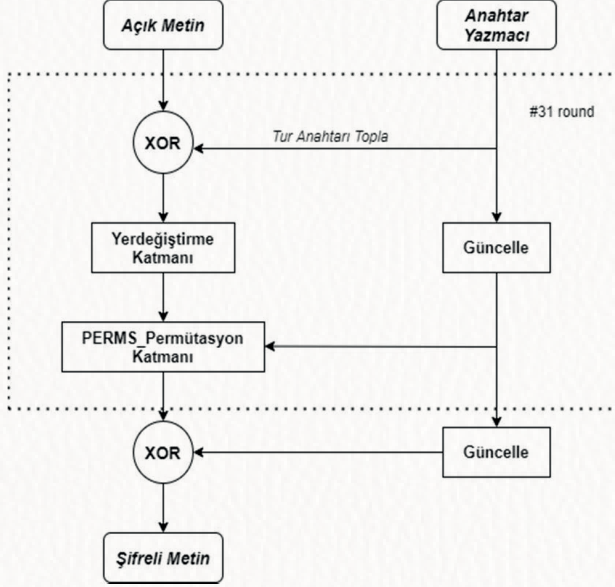 Açık Metin
Anahtar
Yazmacı
#31 round
XOR
Tur Anahtarı Topla
Yerdeğiştirme
Katmanı
Güncelle
PERMS_Permütasyon
Katmanı
XOR
Güncelle
Şifreli Metin